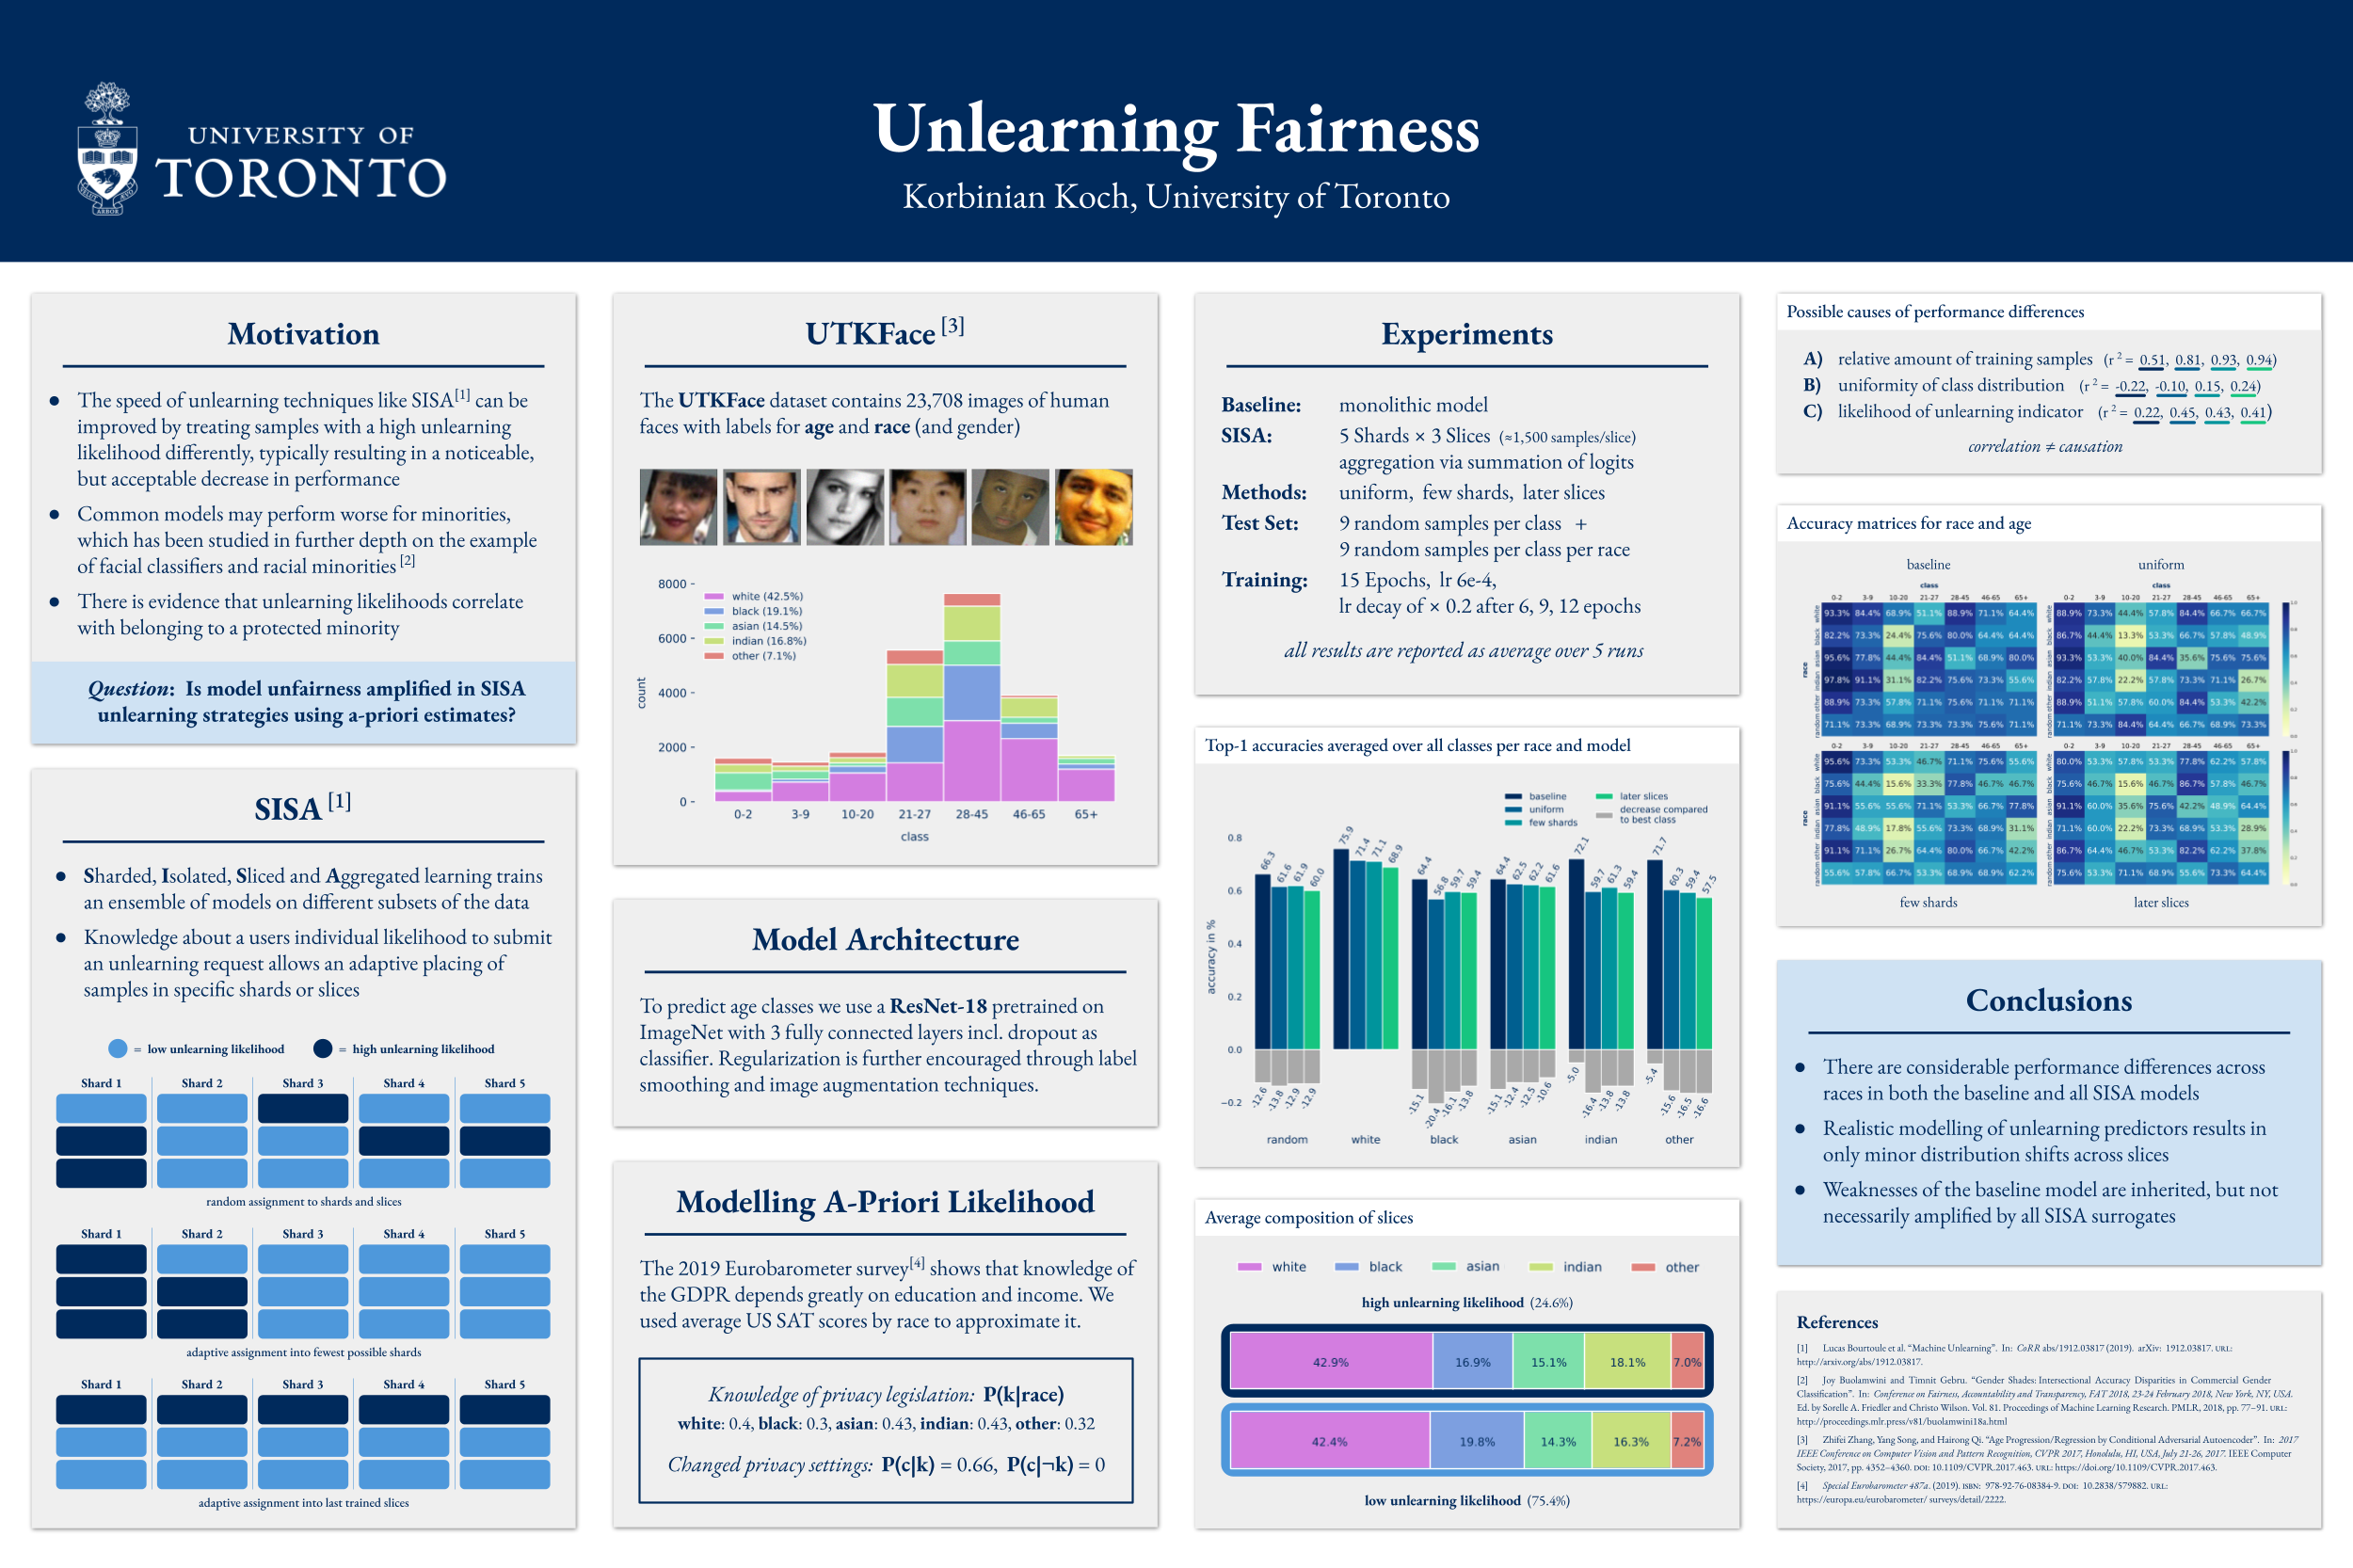 UNIVERSITY OF
TORONTO
Unlearning Fairness
Korbinian Koch, University of Toronto
Motivation
● The speed of unlearning techniques like SISA[1] can be
improved by treating samples with a high unlearning
likelihood differently, typically resulting in a noticeable,
but acceptable decrease in performance
● Common models may perform worse for minorities,
which has been studied in further depth on the example
of facial classifiers and racial minorities [2]
● There is evidence that unlearning likelihoods correlate
with belonging to a protected minority
Question: Is model unfairness amplified in SISA
unlearning strategies using a-priori estimates?
SISA [1]
● Sharded, Isolated, Sliced and Aggregated learning trains
an ensemble of models on different subsets of the data
● Knowledge about a users individual likelihood to submit
an unlearning request allows an adaptive placing of
samples in specific shards or slices
= low unlearning likelihood = high unlearning likelihood
Shard 1 Shard 2 Shard 3 Shard 4 Shard 5
random assignment to shards and slices
Shard 1 Shard 2 Shard 3 Shard 4 Shard 5
adaptive assignment into fewest possible shards
Shard 1 Shard 2 Shard 3 Shard 4 Shard 5
adaptive assignment into last trained slices
UTKFace [3]
The UTKFace dataset contains 23,708 images of human
faces with labels for age and race (and gender)
8000
6000
4000
2000
0
count
white (42.5%)
black (19.1%)
asian (14.5%)
indian (16.8%)
other (7.1%)
0-2 3-9 10-20 21-27 28-45 46-65 65+
class
Model Architecture
To predict age classes we use a ResNet-18 pretrained on
ImageNet with 3 fully connected layers incl. dropout as
classifier. Regularization is further encouraged through label
smoothing and image augmentation techniques.
Modelling A-Priori Likelihood
The 2019 Eurobarometer survey[4] shows that knowledge of
the GDPR depends greatly on education and income. We
used average US SAT scores by race to approximate it.
Knowledge of privacy legislation: P(k|race)
white: 0.4, black: 0.3, asian: 0.43, indian: 0.43, other: 0.32
Changed privacy settings: P(c|k) = 0.66, P(c|¬k) = 0
Experiments
Baseline: monolithic model
SISA: 5 Shards × 3 Slices (≈1,500 samples/slice)
aggregation via summation of logits
Methods: uniform, few shards, later slices
Test Set: 9 random samples per class +
9 random samples per class per race
Training: 15 Epochs, lr 6e-4,
lr decay of × 0.2 after 6, 9, 12 epochs
all results are reported as average over 5 runs
Top-1 accuracies averaged over all classes per race and model
baseline later slices
uniform decrease compared
few shards to best class
accuracy in %
0.8
0.6
0.4
0.2
0.0
−0.2
66.3 61.6 61.9 60.0
75.9 71.4 71.1 68.9
64.4 56.8 59.7 59.4
64.4 62.5 62.2 61.6
72.1 59.7 61.3 59.4
71.7 60.3 59.4 57.5
-12.6 -13.8 -12.9 -12.9
-15.1 -20.4 -16.1 -13.8
-15.1 -12.4 -12.5 -10.6
-5.0 -16.4 -13.8 -13.8
-5.4 -15.6 -16.5 -16.6
random white black asian indian other
Average composition of slices
white black asian indian other
high unlearning likelihood (24.6%)
42.9% 16.9% 15.1% 18.1% 7.0%
42.4% 19.8% 14.3% 16.3% 7.2%
low unlearning likelihood (75.4%)
Possible causes of performance differences
A) relative amount of training samples (r 2 = 0.51, 0.81, 0.93, 0.94)
B) uniformity of class distribution (r 2 = -0.22, -0.10, 0.15, 0.24)
C) likelihood of unlearning indicator (r 2 = 0.22, 0.45, 0.43, 0.41)
correlation ≠ causation
Accuracy matrices for race and age
baseline uniform
class class
0-2 3-9 10-20 21-27 28-45 46-65 65+ 0-2 3-9 10-20 21-27 28-45 46-65 65+
white 93.3% 84.4% 68.9% 51.1% 88.9% 71.1% 64.4% white 88.9% 73.3% 44.4% 57.8% 84.4% 66.7% 66.7%
black 82.2% 73.3% 24.4% 75.6% 80.0% 64.4% 64.4% black 86.7% 44.4% 13.3% 53.3% 66.7% 57.8% 48.9%
asian 95.6% 77.8% 44.4% 84.4% 51.1% 68.9% 80.0% asian 93.3% 53.3% 40.0% 84.4% 35.6% 75.6% 75.6%
race
indian 97.8% 91.1% 31.1% 82.2% 75.6% 73.3% 55.6% indian 82.2% 57.8% 22.2% 57.8% 73.3% 71.1% 26.7%
other 88.9% 73.3% 57.8% 71.1% 75.6% 71.1% 71.1% other 88.9% 51.1% 57.8% 60.0% 84.4% 53.3% 42.2%
random 71.1% 73.3% 68.9% 73.3% 73.3% 75.6% 71.1% random 71.1% 73.3% 84.4% 64.4% 66.7% 68.9% 73.3%
0-2 3-9 10-20 21-27 28-45 46-65 65+ 0-2 3-9 10-20 21-27 28-45 46-65 65+
white 95.6% 73.3% 53.3% 46.7% 71.1% 75.6% 55.6% white 80.0% 53.3% 57.8% 53.3% 77.8% 62.2% 57.8%
black 75.6% 44.4% 15.6% 33.3% 77.8% 46.7% 46.7% black 75.6% 46.7% 15.6% 46.7% 86.7% 57.8% 46.7%
asian 91.1% 55.6% 55.6% 71.1% 53.3% 66.7% 77.8% asian 91.1% 60.0% 35.6% 75.6% 42.2% 48.9% 64.4%
race
indian 77.8% 48.9% 17.8% 55.6% 73.3% 68.9% 31.1% indian 71.1% 60.0% 22.2% 73.3% 68.9% 53.3% 28.9%
other 91.1% 71.1% 26.7% 64.4% 80.0% 66.7% 42.2% other 86.7% 64.4% 46.7% 53.3% 82.2% 62.2% 37.8%
random 55.6% 57.8% 66.7% 53.3% 68.9% 68.9% 62.2% random 75.6% 53.3% 71.1% 68.9% 55.6% 73.3% 64.4%
few shards later slices
Conclusions
● There are considerable performance differences across
races in both the baseline and all SISA models
● Realistic modelling of unlearning predictors results in
only minor distribution shifts across slices
● Weaknesses of the baseline model are inherited, but not
necessarily amplified by all SISA surrogates
References
[1] Lucas Bourtoule et al. “Machine Unlearning”. In: CoRR abs/1912.03817 (2019). arXiv: 1912.03817. URL:
http://arxiv.org/abs/1912.03817.
[2] Joy Buolamwini and Timnit Gebru. “Gender Shades: Intersectional Accuracy Disparities in Commercial Gender
Classification”. In: Conference on Fairness, Accountability and Transparency, FAT 2018, 23-24 February 2018, New York, NY, USA.
Ed. by Sorelle A. Friedler and Christo Wilson. Vol. 81. Proceedings of Machine Learning Research. PMLR, 2018, pp. 77–91. URL:
http://proceedings.mlr.press/v81/buolamwini18a.html
[3] Zhifei Zhang, Yang Song, and Hairong Qi. “Age Progression/Regression by Conditional Adversarial Autoencoder”. In: 2017
IEEE Conference on Computer Vision and Pattern Recognition, CVPR 2017, Honolulu, HI, USA, July 21-26, 2017. IEEE Computer
Society, 2017, pp. 4352–4360. DOI: 10.1109/CVPR.2017.463. URL: https://doi.org/10.1109/CVPR.2017.463.
[4] Special Eurobarometer 487a. (2019). ISBN: 978-92-76-08384-9. DOI: 10.2838/579882. URL:
https://europa.eu/eurobarometer/ surveys/detail/2222.